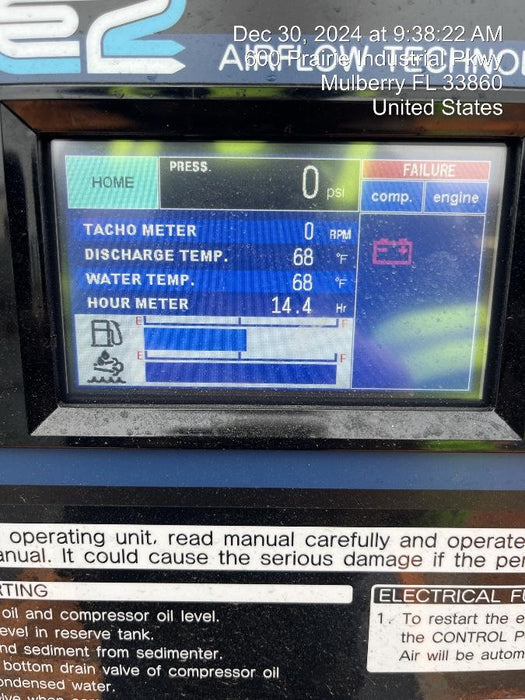 Dec 30, 2024 at 9:38:22 AM
600 Prairie Industrial Pkwy
Mulberry FL 33860
United States
AIRFLOW-TECHNO
HOME
PRESS.
0 psi
FAILURE
comp. engine
TACHO METER 0 RPM
DISCHARGE TEMP. 68 °F
WATER TEMP. 68 °F
HOUR METER 14.4 Hr
E F
E F
operating unit, read manual carefully and operate
anual. It could cause the serious damage if the per
RTING
oil and compressor oil level.
level in reserve tank.
nd sediment from sedimenter.
bottom drain valve of compressor oil
ondensed water.
ELECTRICAL FU
1. To restart the e
the CONTROL P
Air will be autom